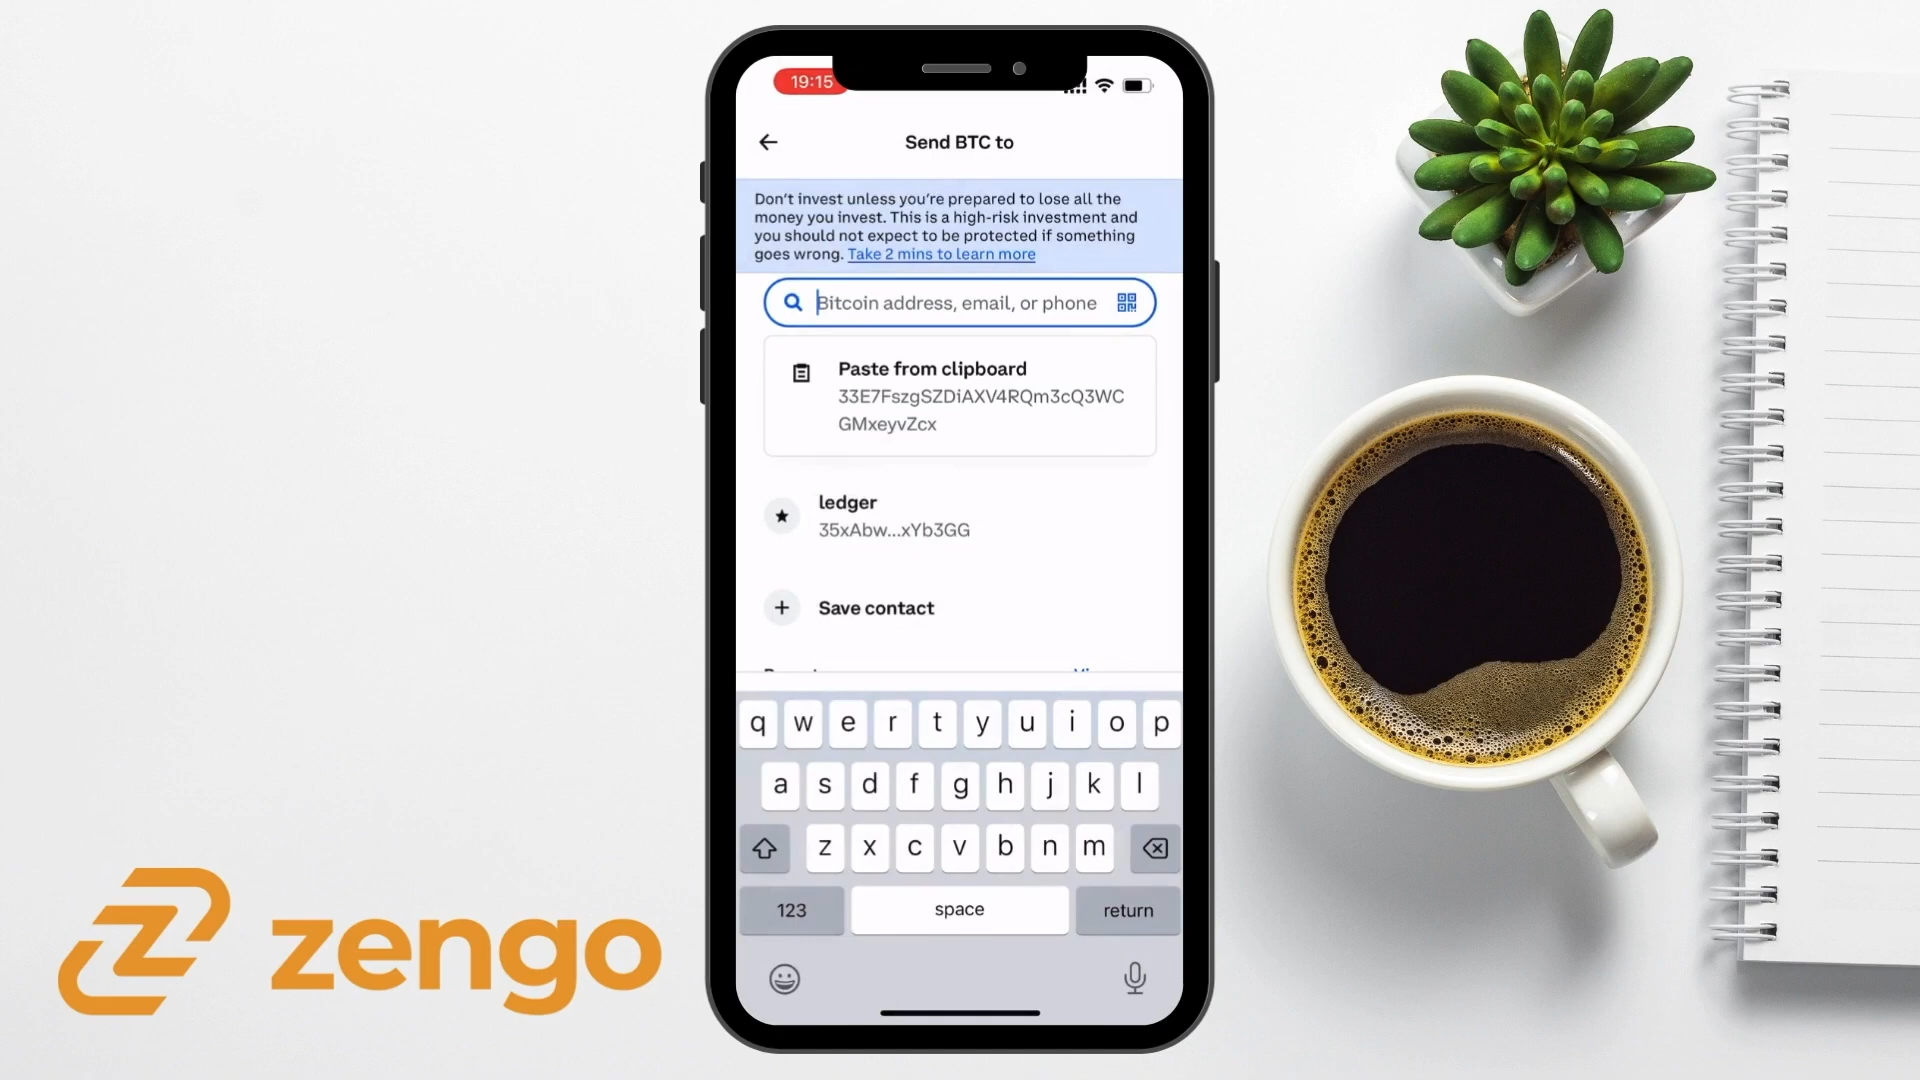 19:15
Send BTC to
Don't invest unless you're prepared to lose all the
money you invest. This is a high-risk investment and
you should not expect to be protected if something
goes wrong. Take 2 mins to learn more
Bitcoin address, email, or phone
Paste from clipboard
33E7FszgSZDiAXV4RQm3cQ3WC
GMxeyvZcx
ledger
35xAbw...xYb3GG
Save contact
q w e r t y u i o p
a s d f g h j k l
z x c v b n m
123 space return
zengo